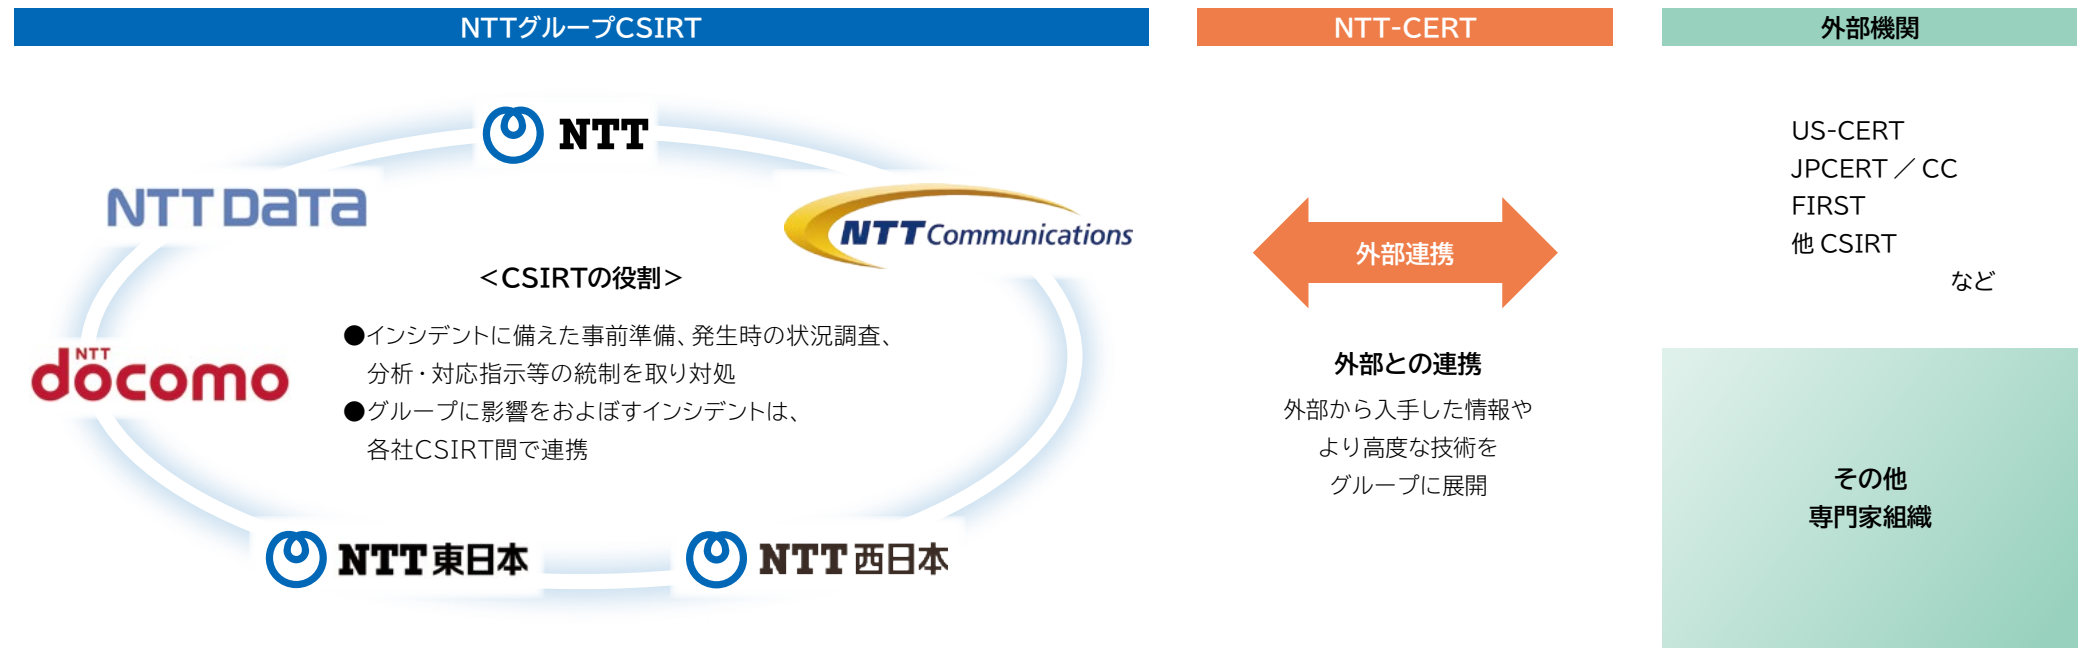 NTTグループCSIRT
NTT
NTT DATA
NTT Communications
<CSIRTの役割>
●インシデントに備えた事前準備、発生時の状況調査、
分析・対応指示等の統制を取り対処
●グループに影響をおよぼすインシデントは、
各社CSIRT間で連携
NTT
docomo
NTT東日本
NTT西日本
NTT-CERT
外部連携
外部との連携
外部から入手した情報や
より高度な技術を
グループに展開
外部機関
US-CERT
JPCERT／CC
FIRST
他 CSIRT
など
その他
専門家組織